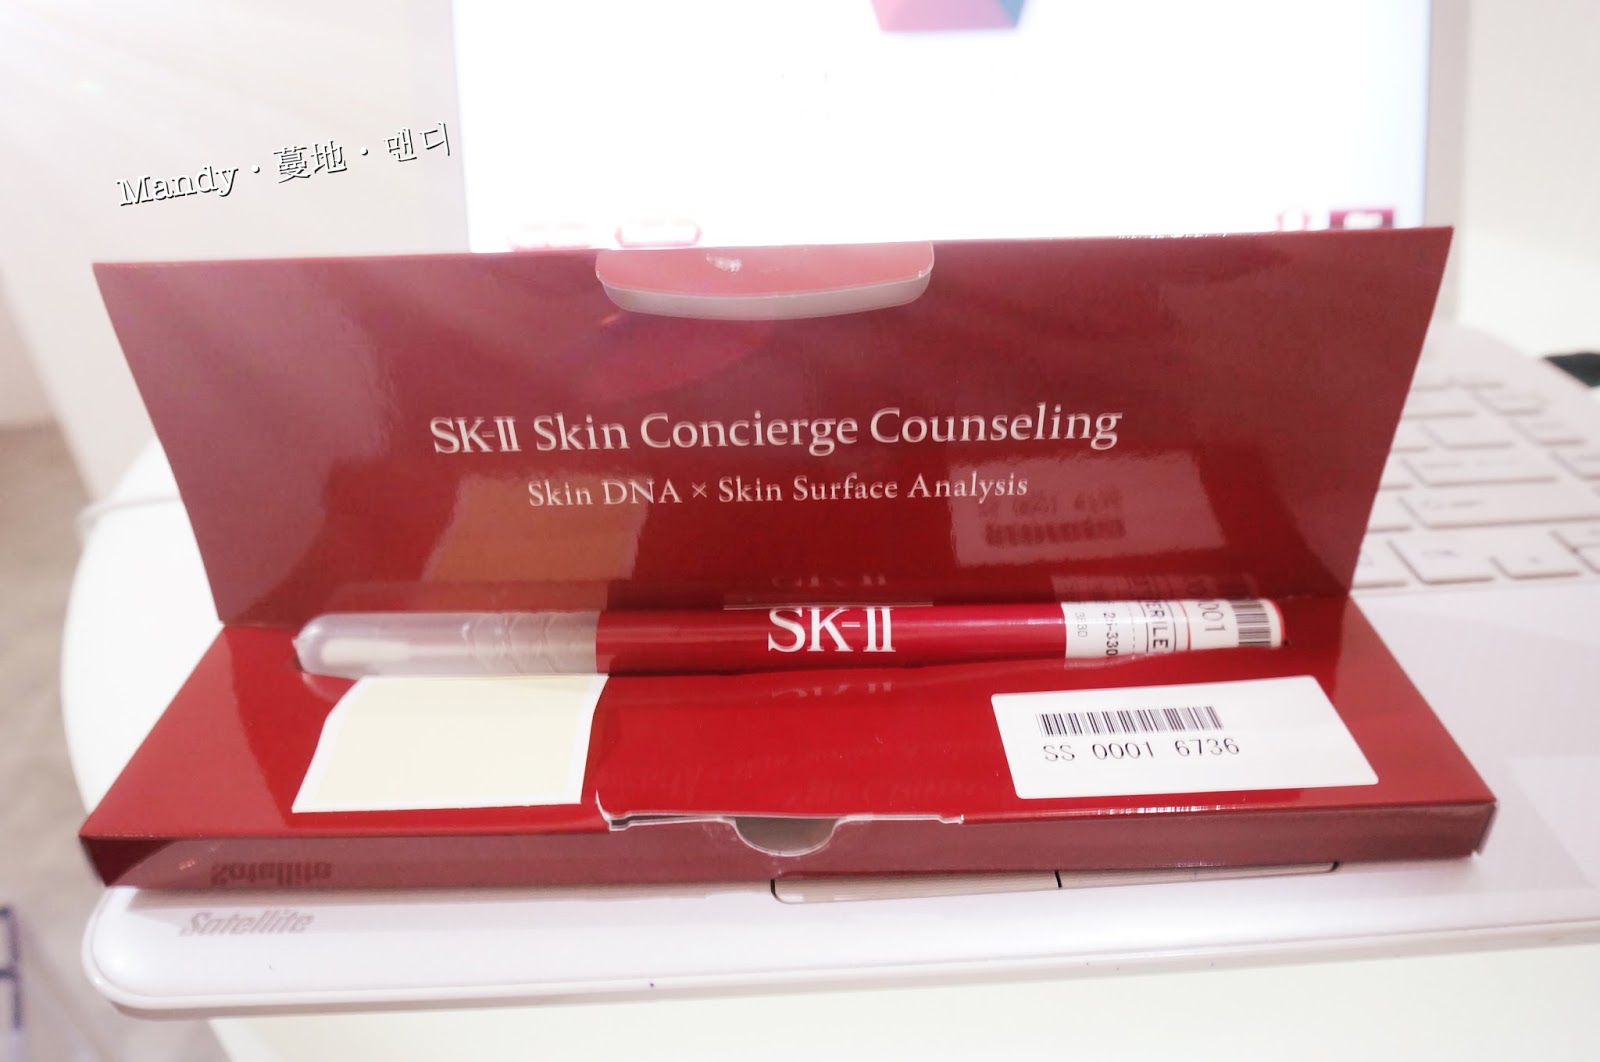 Mandy · 蔓地 · 맨디
SK-II Skin Concierge Counseling
Skin DNA × Skin Surface Analysis
SK-II
STERILE
SS 0001 6736
Satellite